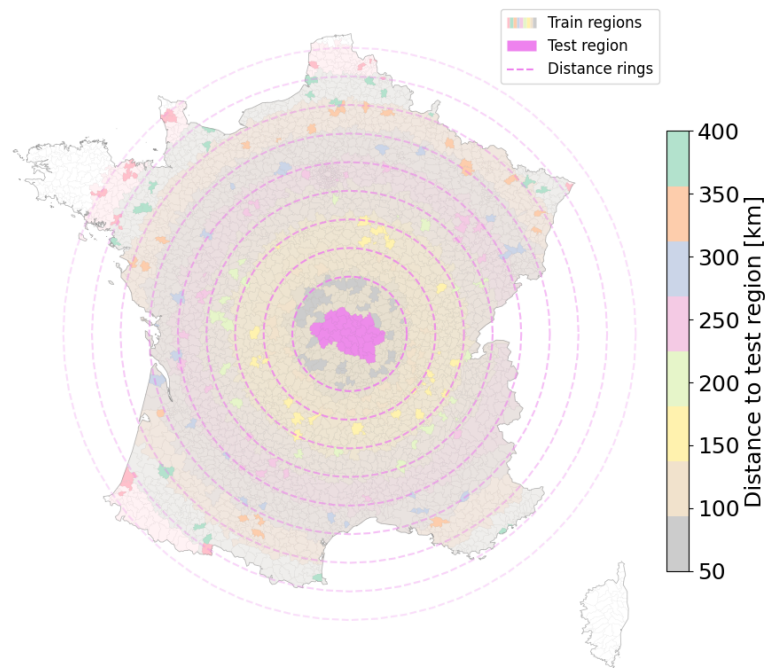 Train regions
Test region
Distance rings
400
350
300
250
200
150
100
50
Distance to test region [km]